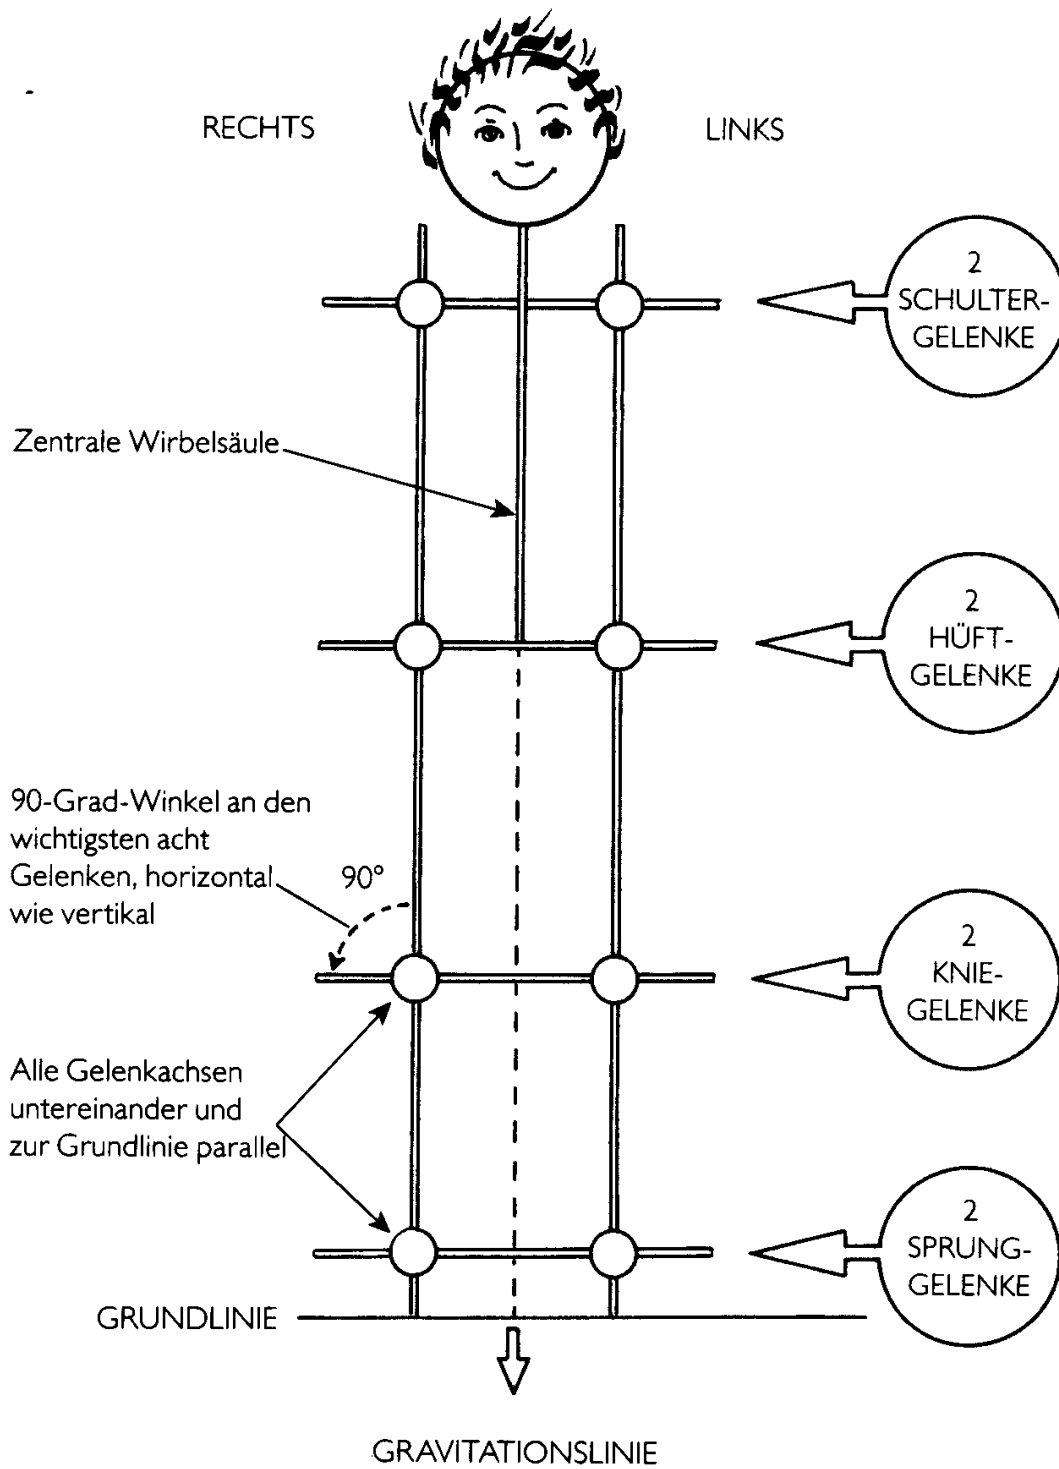 RECHTS
LINKS
2
SCHULTER-
GELENKE
Zentrale Wirbelsäule
2
HÜFT-
GELENKE
90-Grad-Winkel an den
wichtigsten acht
Gelenken, horizontal
wie vertikal
90°
2
KNIE-
GELENKE
Alle Gelenkachsen
untereinander und
zur Grundlinie parallel
2
SPRUNG-
GELENKE
GRUNDLINIE
GRAVITATIONSLINIE